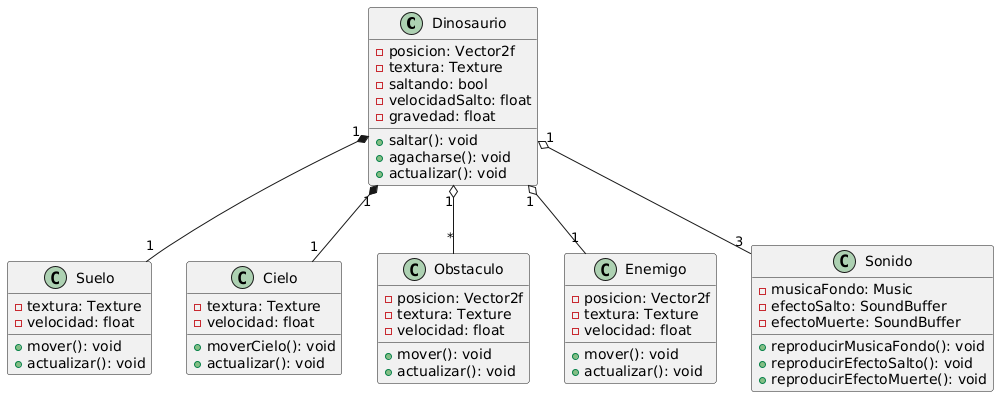 C Dinosaurio
posicion: Vector2f
textura: Texture
saltando: bool
velocidadSalto: float
gravedad: float
saltar(): void
agacharse(): void
actualizar(): void
1
1
1
1
1
1
1
*
1
3
C Suelo
textura: Texture
velocidad: float
mover(): void
actualizar(): void
C Cielo
textura: Texture
velocidad: float
moverCielo(): void
actualizar(): void
C Obstaculo
posicion: Vector2f
textura: Texture
velocidad: float
mover(): void
actualizar(): void
C Enemigo
posicion: Vector2f
textura: Texture
velocidad: float
mover(): void
actualizar(): void
C Sonido
musicaFondo: Music
efectoSalto: SoundBuffer
efectoMuerte: SoundBuffer
reproducirMusicaFondo(): void
reproducirEfectoSalto(): void
reproducirEfectoMuerte(): void